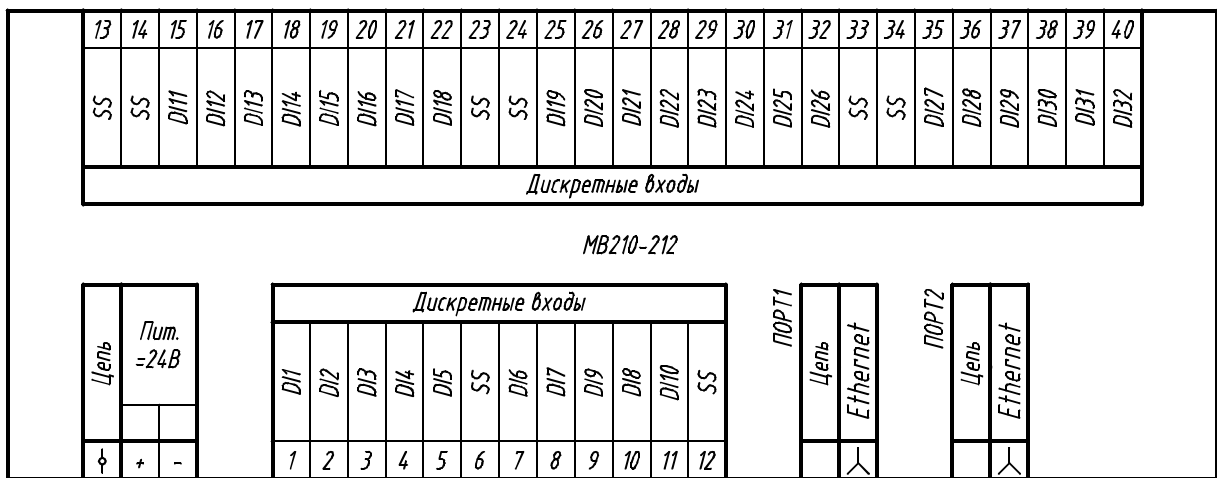 13 14 15 16 17 18 19 20 21 22 23 24 25 26 27 28 29 30 31 32 33 34 35 36 37 38 39 40
SS SS DI11 DI12 DI13 DI14 DI15 DI16 DI17 DI18 SS SS DI19 DI20 DI21 DI22 DI23 DI24 DI25 DI26 SS SS DI27 DI28 DI29 DI30 DI31 DI32
Дискретные входы
МВ210-212
Цепь
Пит.
=24В
+ -
Дискретные входы
DI1 DI2 DI3 DI4 DI5 SS DI6 DI7 DI9 DI8 DI10 SS
1 2 3 4 5 6 7 8 9 10 11 12
ПОРТ1
Цепь
Ethernet
ПОРТ2
Цепь
Ethernet